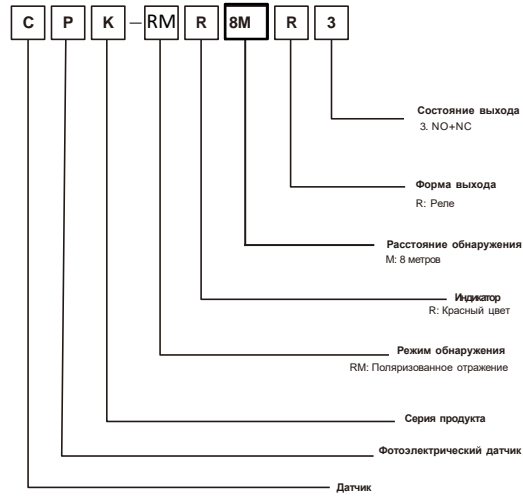 C P K – RM R 8M R 3
Состояние выхода
3. NO+NC
Форма выхода
R: Реле
Расстояние обнаружения
M: 8 метров
Индикатор
R: Красный цвет
Режим обнаружения
RM: Поляризованное отражение
Серия продукта
Фотоэлектрический датчик
Датчик